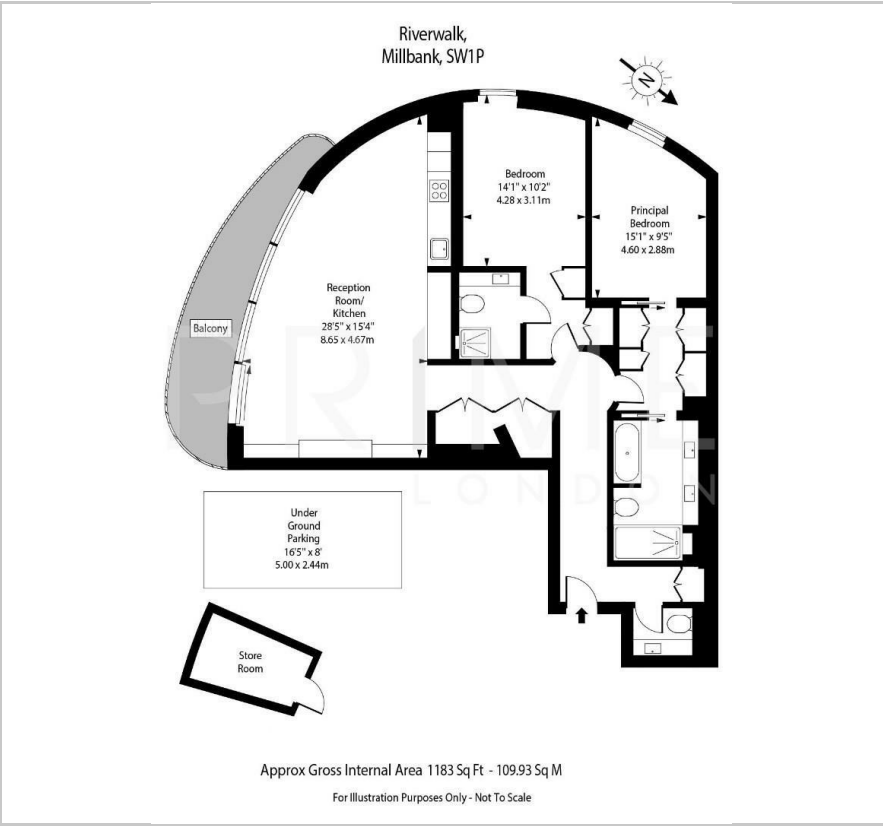 Riverwalk,
Millbank, SW1P
N
Bedroom
14'1" x 10'2"
4.28 x 3.11m
Principal
Bedroom
15'1" x 9'5"
4.60 x 2.88m
Reception
Room/
Kitchen
28'5" x 15'4"
8.65 x 4.67m
Balcony
PRIME
LONDON
Under
Ground
Parking
16'5" x 8'
5.00 x 2.44m
Store
Room
Approx Gross Internal Area 1183 Sq Ft - 109.93 Sq M
For Illustration Purposes Only - Not To Scale